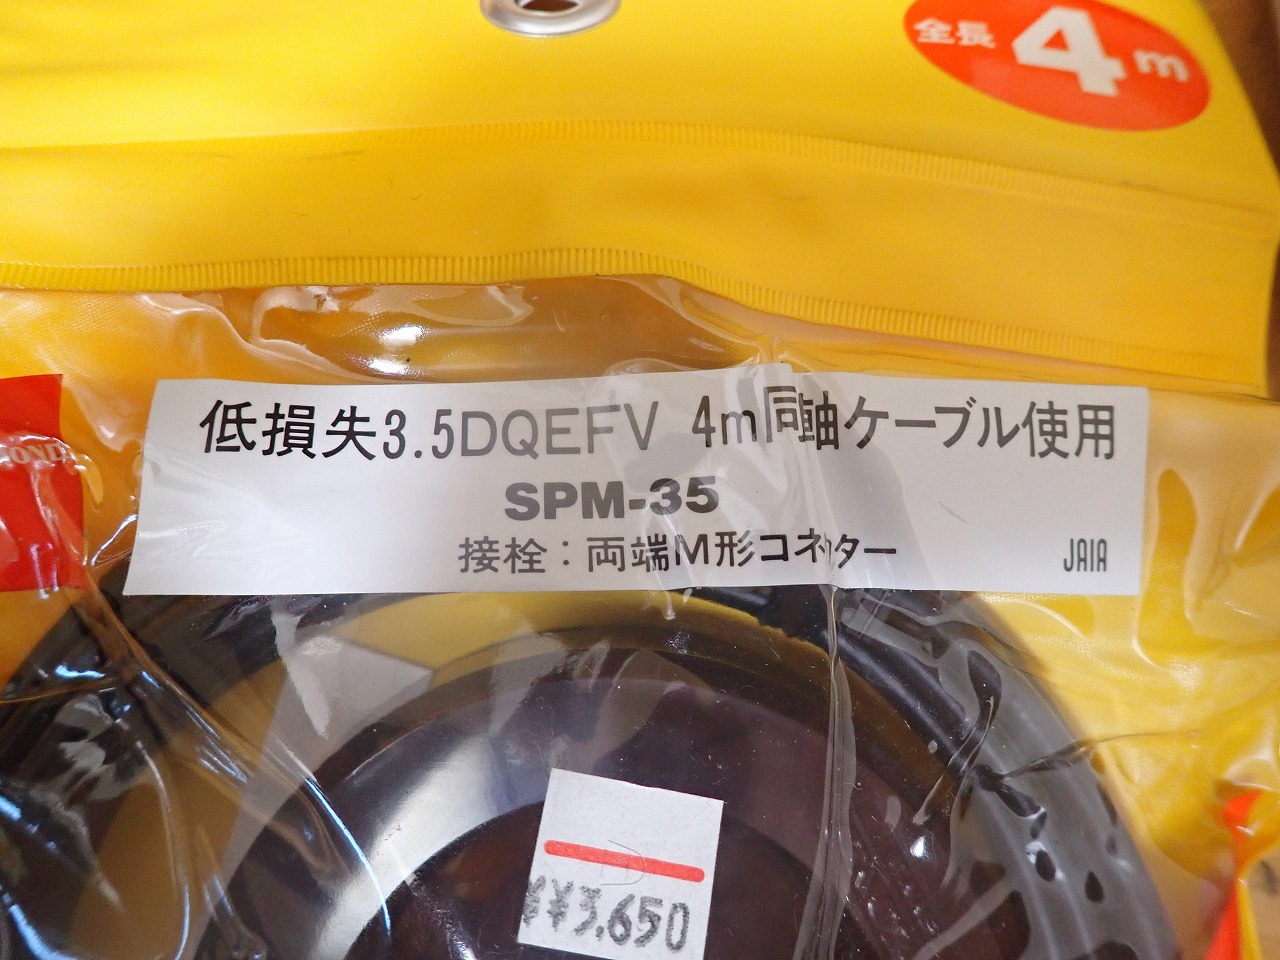 全長 4m
低損失3.5DQEFV 4m同軸ケーブル使用
SPM-35
接栓：両端M形コネクター
JAIA
¥¥3,650